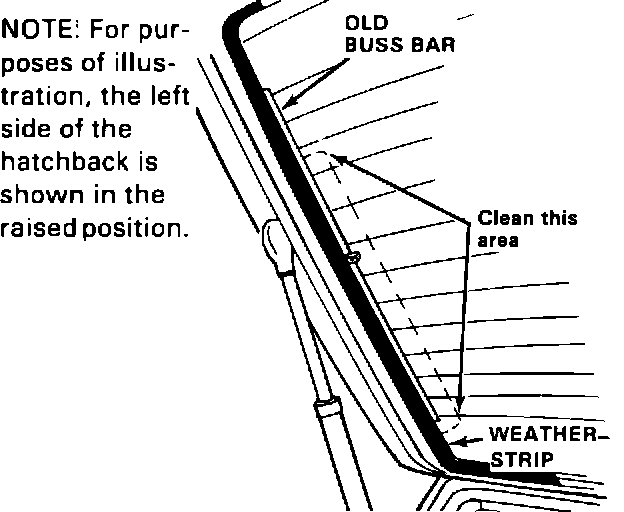 NOTE: For pur-
poses of illus-
tration, the left
side of the
hatchback is
shown in the
raised position.
OLD
BUSS BAR
Clean this
area
WEATHER-
STRIP